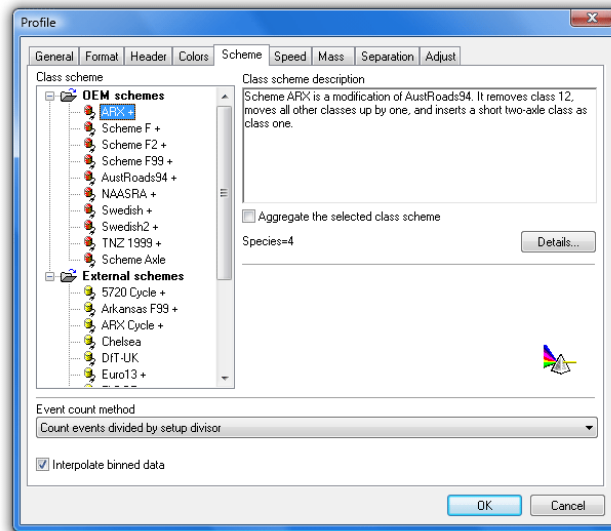 Profile
General Format Header Colors Scheme Speed Mass Separation Adjust
Class scheme
OEM schemes
ARX +
Scheme F +
Scheme F2 +
Scheme F99 +
AustRoads94 +
NAASRA +
Swedish +
Swedish2 +
TNZ 1999 +
Scheme Axle
External schemes
5720 Cycle +
Arkansas F99 +
ARX Cycle +
Chelsea
DfT-UK
Euro13 +
Class scheme description
Scheme ARX is a modification of AustRoads94. It removes class 12,
moves all other classes up by one, and inserts a short two-axle class as
class one.
Aggregate the selected class scheme
Species=4
Details...
Event count method
Count events divided by setup divisor
Interpolate binned data
OK Cancel